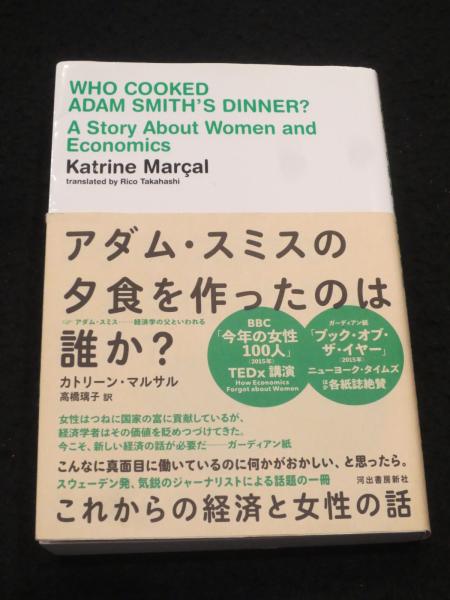 WHO COOKED
ADAM SMITH'S DINNER?
A Story About Women and
Economics
Katrine Marçal
translated by Rico Takahashi
アダム・スミスの
夕食を作ったのは
アダム・スミス……経済学の父といわれる
誰か?
カトリーン・マルサル
高橋璃子 訳
BBC
「今年の女性
100人」
(2015年)
TEDx 講演
How Economics
Forgot about Women
ガーディアン紙
「ブック・オブ・
ザ・イヤー」
(2015年)
ニューヨーク・タイムズ
ほか各紙誌絶賛
女性はつねに国家の富に貢献しているが、
経済学者はその価値を貶めつづけてきた。
今こそ、新しい経済の話が必要だ――ガーディアン紙
こんなに真面目に働いているのに何かがおかしい、と思ったら。
スウェーデン発、気鋭のジャーナリストによる話題の一冊
河出書房新社
これからの経済と女性の話